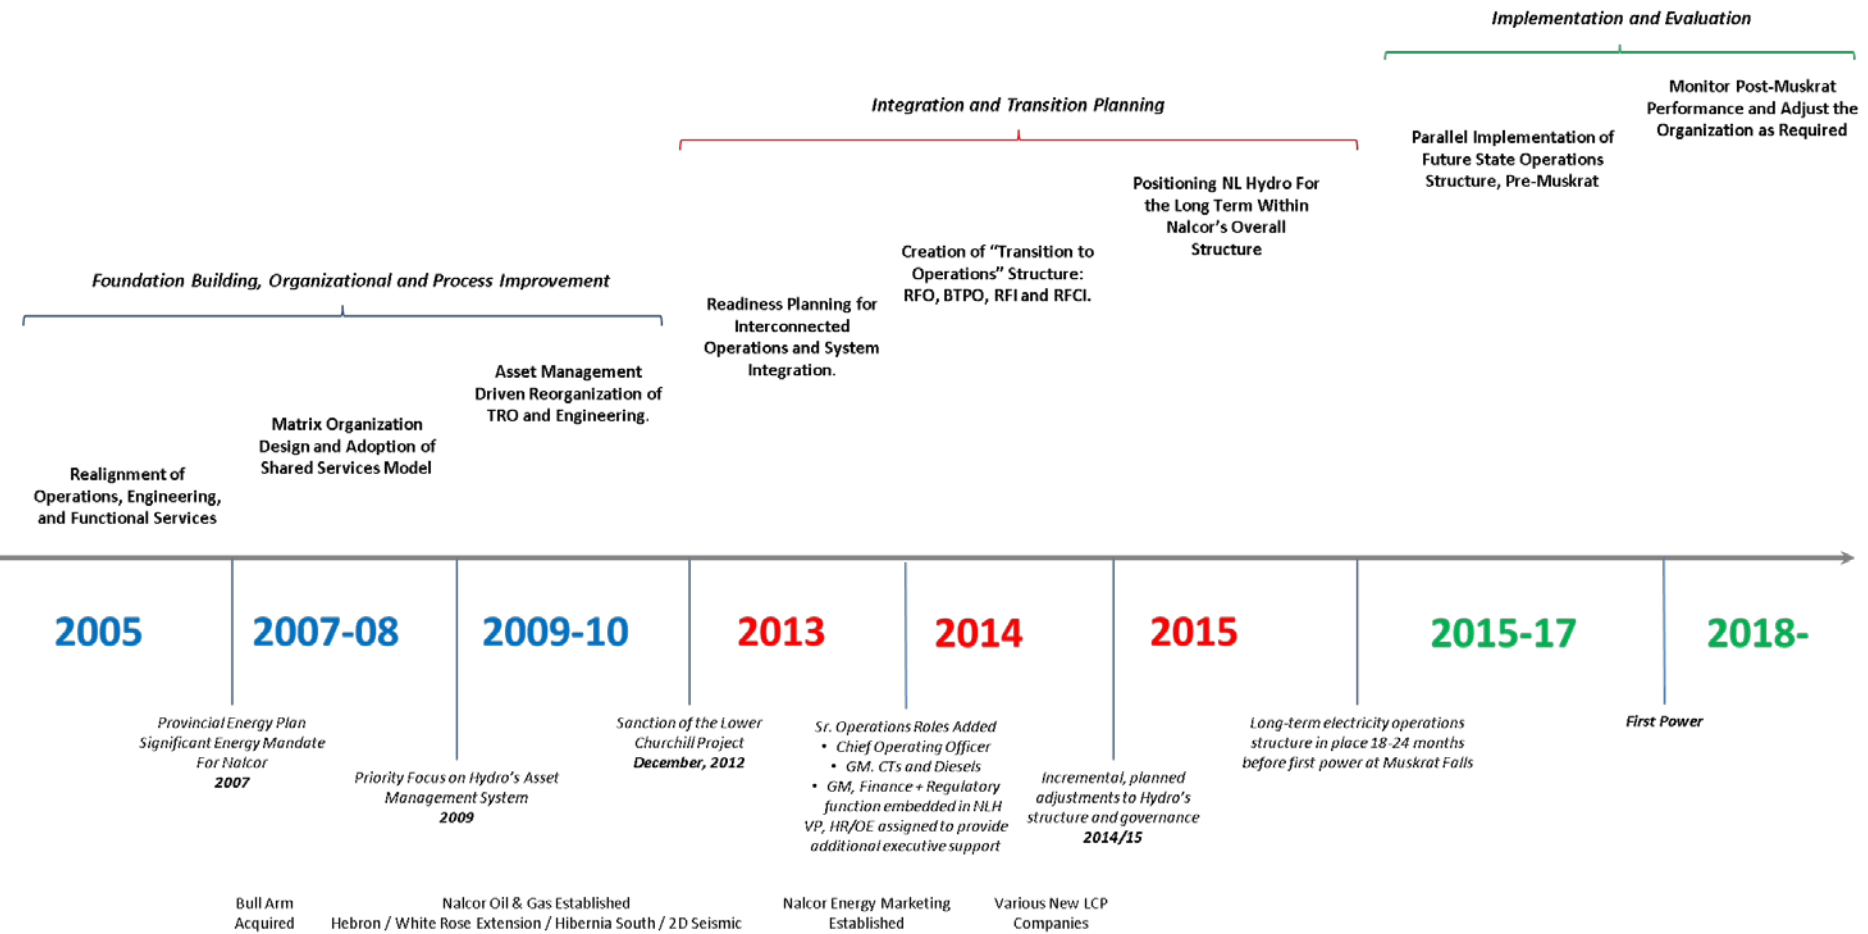 Implementation and Evaluation
Monitor Post-Muskrat
Performance and Adjust the
Organization as Required
Parallel Implementation of
Future State Operations
Structure, Pre-Muskrat
Integration and Transition Planning
Positioning NL Hydro For
the Long Term Within
Nalcor's Overall
Structure
Creation of “Transition to
Operations” Structure:
RFO, BTPO, RFI and RFCI.
Readiness Planning for
Interconnected
Operations and System
Integration.
Foundation Building, Organizational and Process Improvement
Asset Management
Driven Reorganization of
TRO and Engineering.
Matrix Organization
Design and Adoption of
Shared Services Model
Realignment of
Operations, Engineering,
and Functional Services
2005
2007-08
2009-10
2013
2014
2015
2015-17
2018-
Provincial Energy Plan
Significant Energy Mandate
For Nalcor
2007
Priority Focus on Hydro's Asset
Management System
2009
Sanction of the Lower
Churchill Project
December, 2012
Sr. Operations Roles Added
• Chief Operating Officer
• GM. CTs and Diesels
• GM, Finance + Regulatory
function embedded in NLH
VP, HR/OE assigned to provide
additional executive support
Incremental, planned
adjustments to Hydro's
structure and governance
2014/15
Long-term electricity operations
structure in place 18-24 months
before first power at Muskrat Falls
First Power
Bull Arm
Acquired
Nalcor Oil & Gas Established
Hebron / White Rose Extension / Hibernia South / 2D Seismic
Nalcor Energy Marketing
Established
Various New LCP
Companies